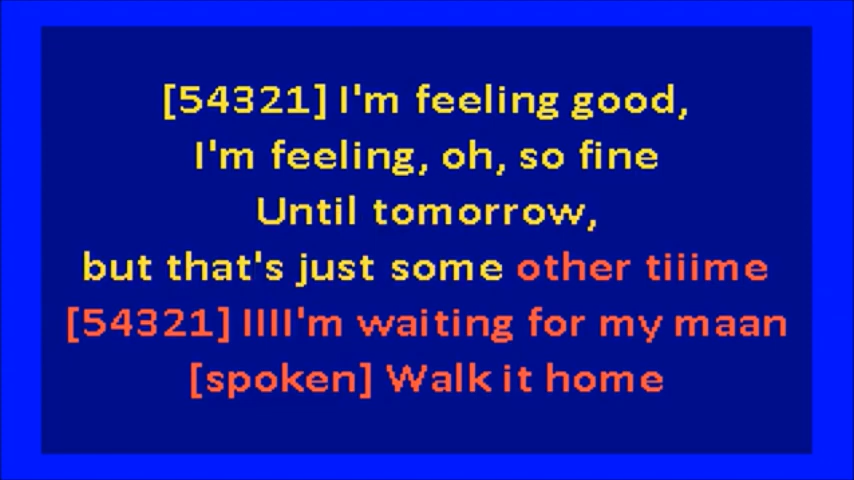 [54321] I'm feeling good,
I'm feeling, oh, so fine
Until tomorrow,
but that's just some other tiiime
[54321] IIII'm waiting for my maan
[spoken] Walk it home